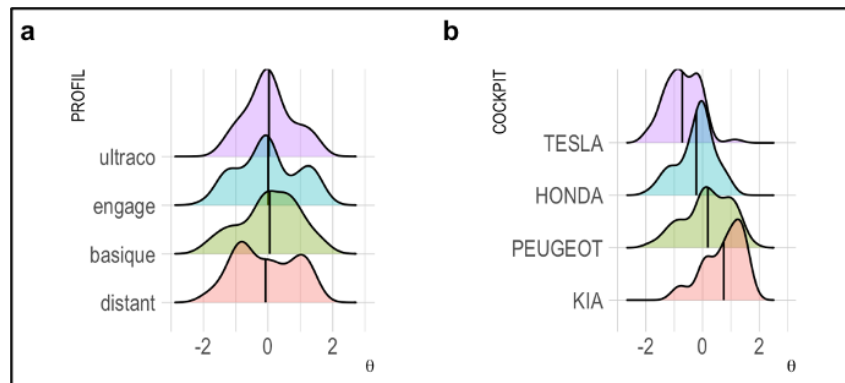 a
PROFIL
ultraco
engage
basique
distant
-2 0 2
θ
b
COCKPIT
TESLA
HONDA
PEUGEOT
KIA
-2 0 2
θ